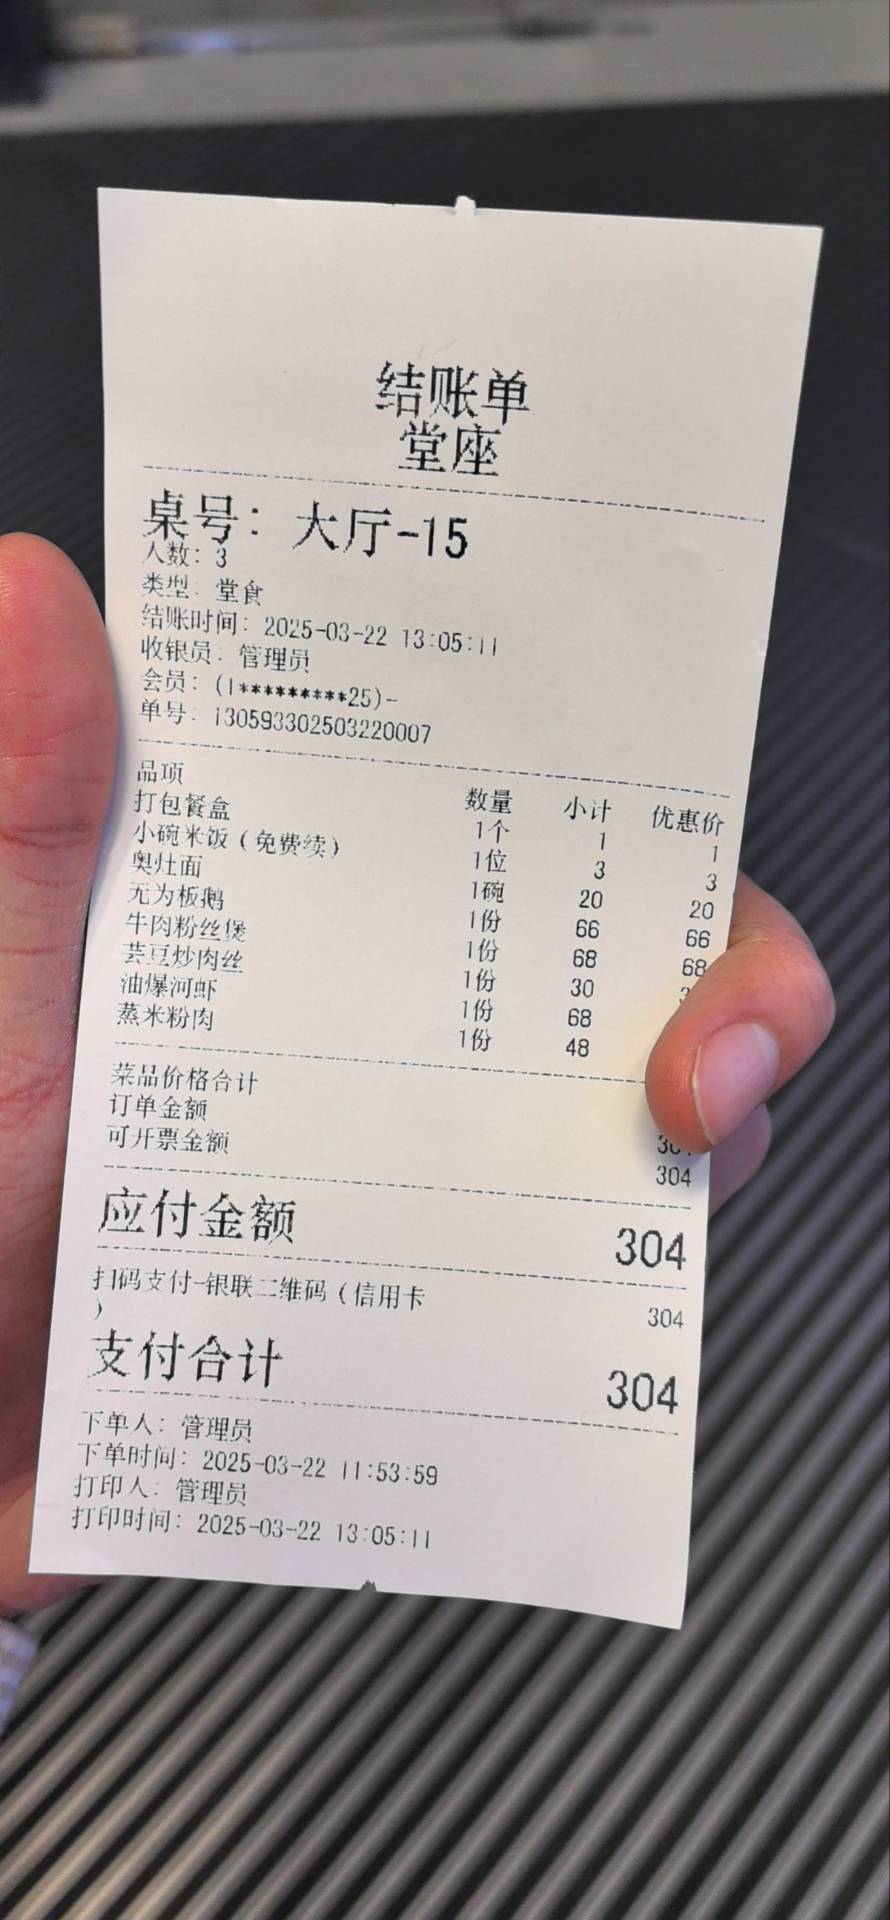 结账单
堂座
桌号：大厅-15
人数：3
类型：堂食
结账时间：2025-03-22 13:05:11
收银员：管理员
会员：(1*********25)-
单号：130593302503220007
品项 数量 小计 优惠价
打包餐盒 1个 1 1
小碗米饭（免费续） 1位 3 3
奥灶面 1碗 20 20
无为板鹅 1份 66 66
牛肉粉丝煲 1份 68 68
芸豆炒肉丝 1份 30
油爆河虾 1份 68
蒸米粉肉 1份 48
菜品价格合计
订单金额
可开票金额 304
应付金额 304
扫码支付-银联二维码（信用卡 304
）
支付合计 304
下单人：管理员
下单时间：2025-03-22 11:53:59
打印人：管理员
打印时间：2025-03-22 13:05:11